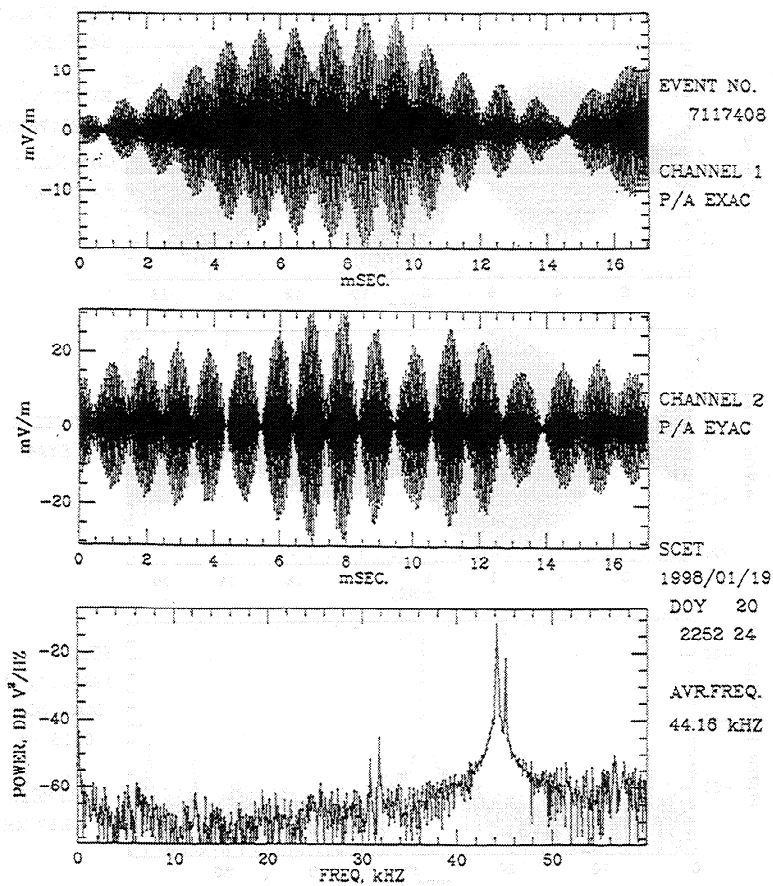 10
0
-10
mV/m
0 2 4 6 8 10 12 14 16
mSEC.
EVENT NO.
7117408
CHANNEL 1
P/A EXAC
20
0
-20
mV/m
0 2 4 6 8 10 12 14 16
mSEC.
CHANNEL 2
P/A EYAC
SCET
1998/01/19
DOY 20
2252 24
AVR.FREQ.
44.16 kHZ
-20
-40
-60
POWER, DB V²/HZ
0 10 20 30 40 50
FREQ, kHZ